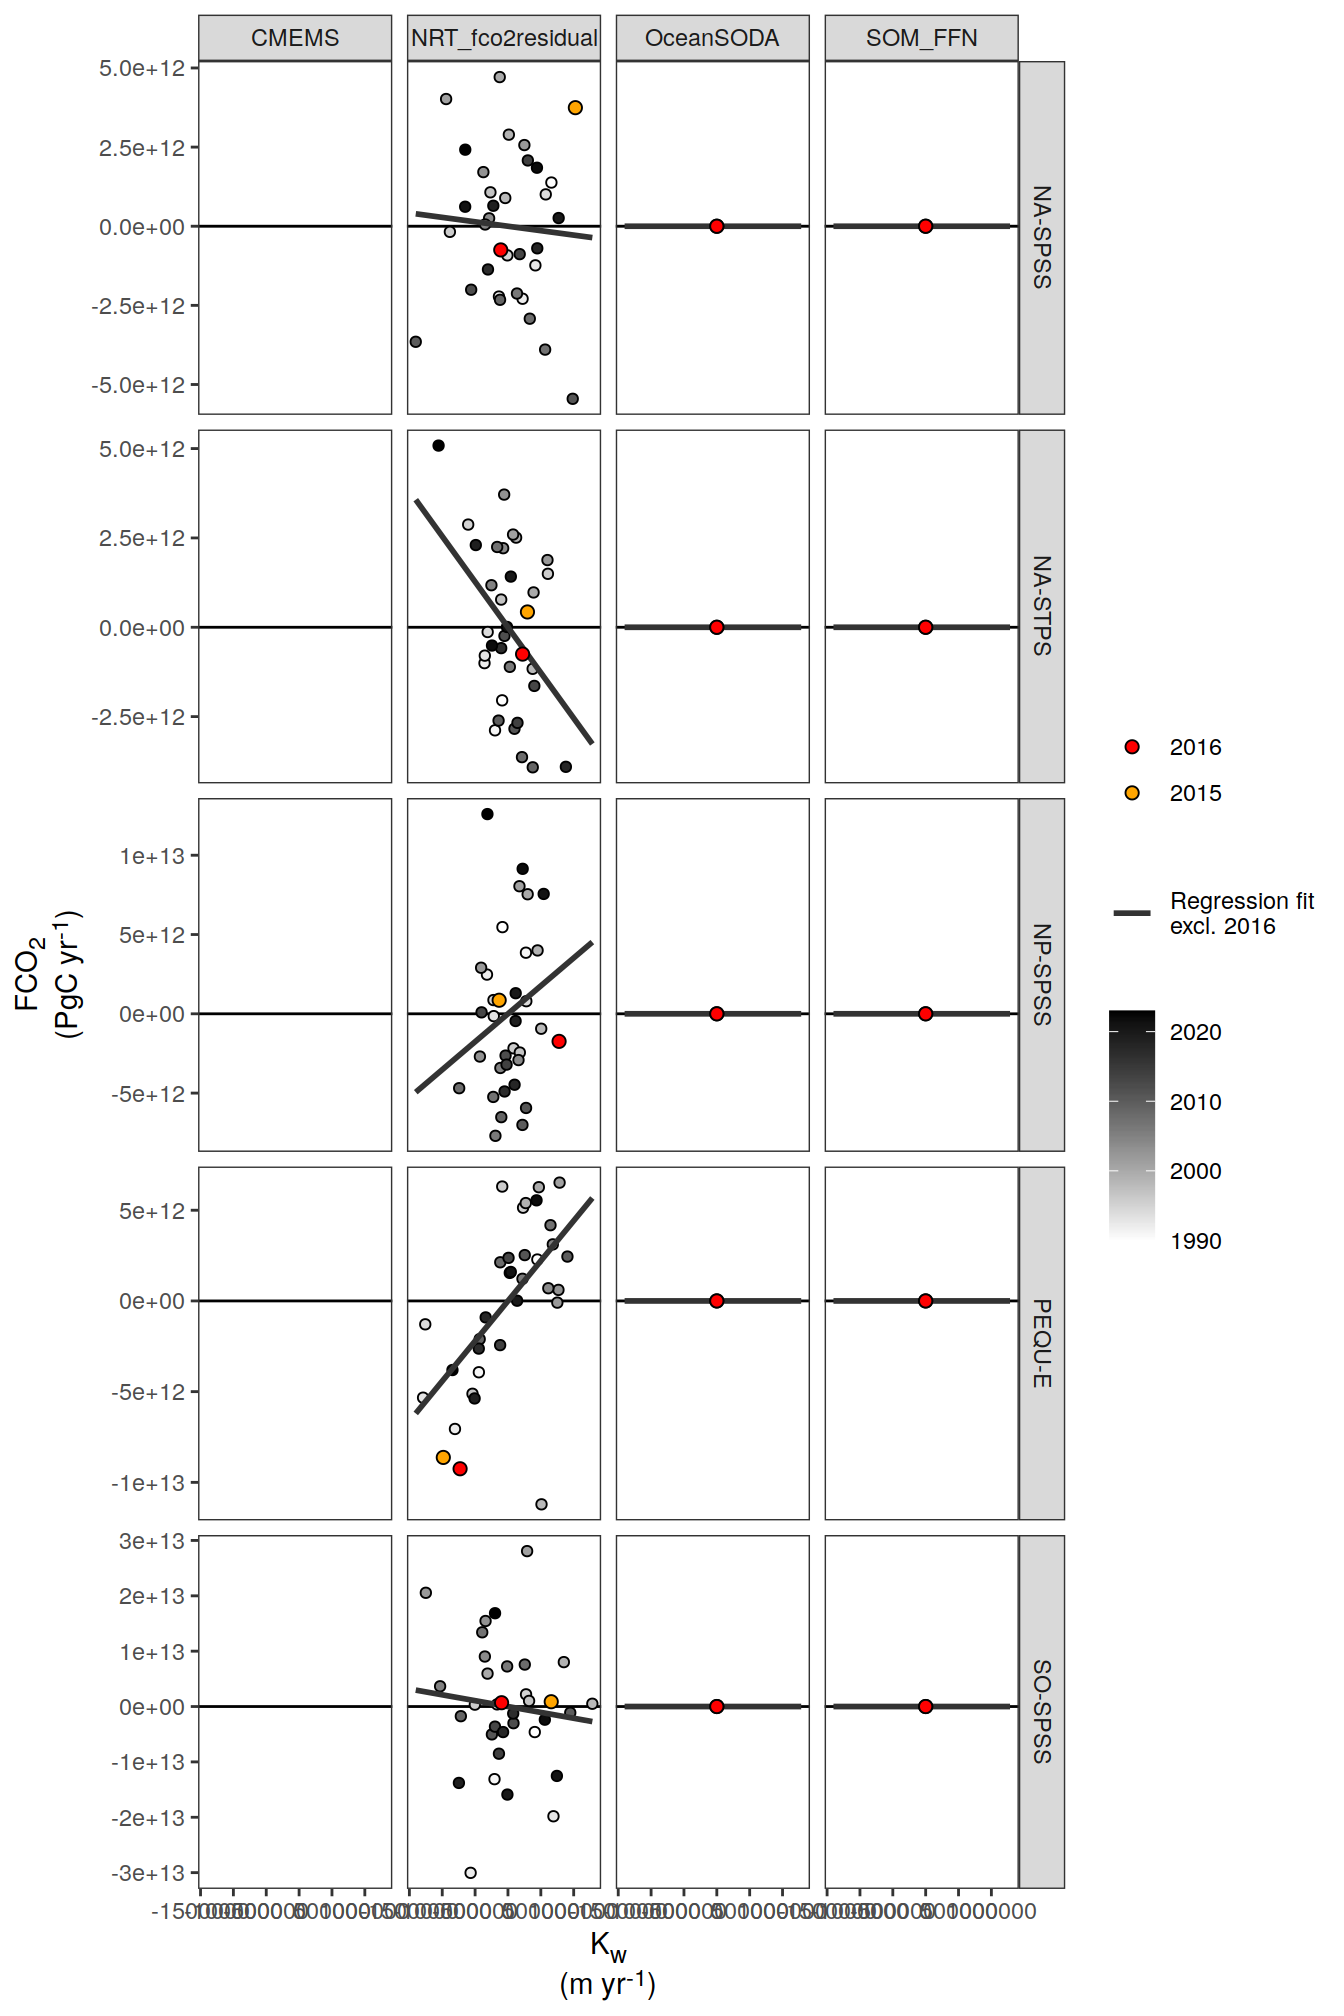 CMEMS NRT_fco2residual OceanSODA SOM_FFN
5.0e+12
2.5e+12
0.0e+00
-2.5e+12
-5.0e+12
NA-SPSS
5.0e+12
2.5e+12
0.0e+00
-2.5e+12
NA-STPS
1e+13
5e+12
0e+00
-5e+12
NP-SPSS
5e+12
0e+00
-5e+12
-1e+13
PEQU-E
3e+13
2e+13
1e+13
0e+00
-1e+13
-2e+13
-3e+13
SO-SPSS
FCO2
(PgC yr-1)
Kw
(m yr-1)
2016
2015
Regression fit
excl. 2016
2020
2010
2000
1990